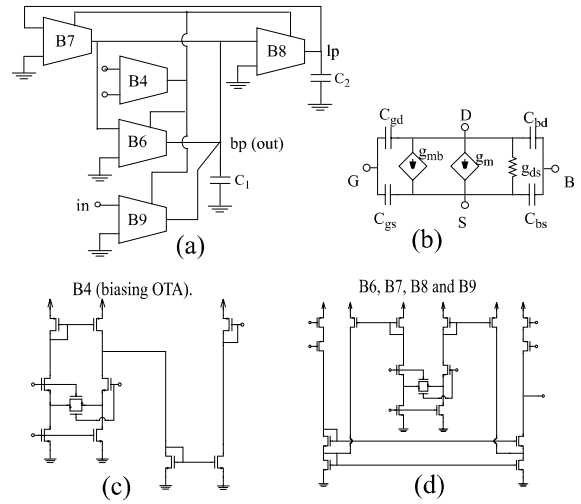 B7
B8
lp
B4
C2
B6
bp (out)
C1
in
B9
(a)
Cgd
D
Cbd
gmb
gm
gds
G
B
Cgs
S
Cbs
(b)
B4 (biasing OTA).
B6, B7, B8 and B9
(c)
(d)